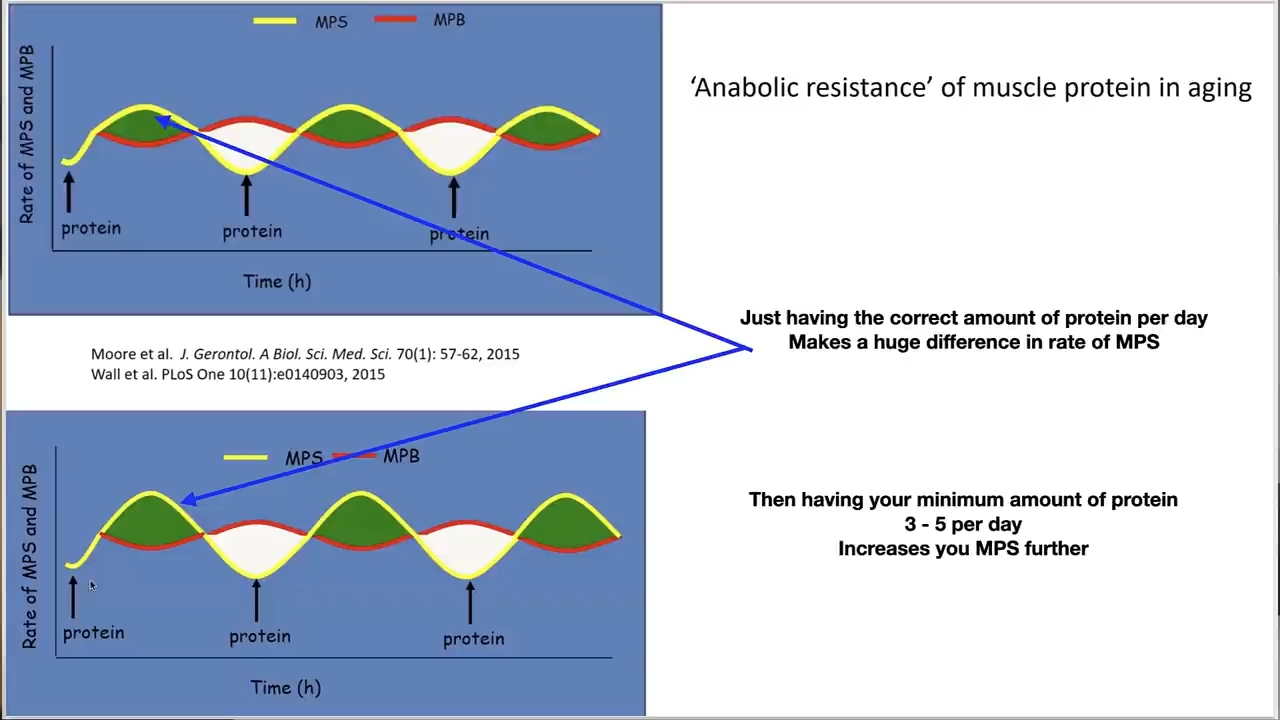 MPS MPB
Rate of MPS and MPB
protein
protein
protein
Time (h)
‘Anabolic resistance’ of muscle protein in aging
Just having the correct amount of protein per day
Makes a huge difference in rate of MPS
Moore et al. J. Gerontol. A Biol. Sci. Med. Sci. 70(1): 57-62, 2015
Wall et al. PLoS One 10(11):e0140903, 2015
MPS MPB
Rate of MPS and MPB
protein
protein
protein
Time (h)
Then having your minimum amount of protein
3 - 5 per day
Increases you MPS further